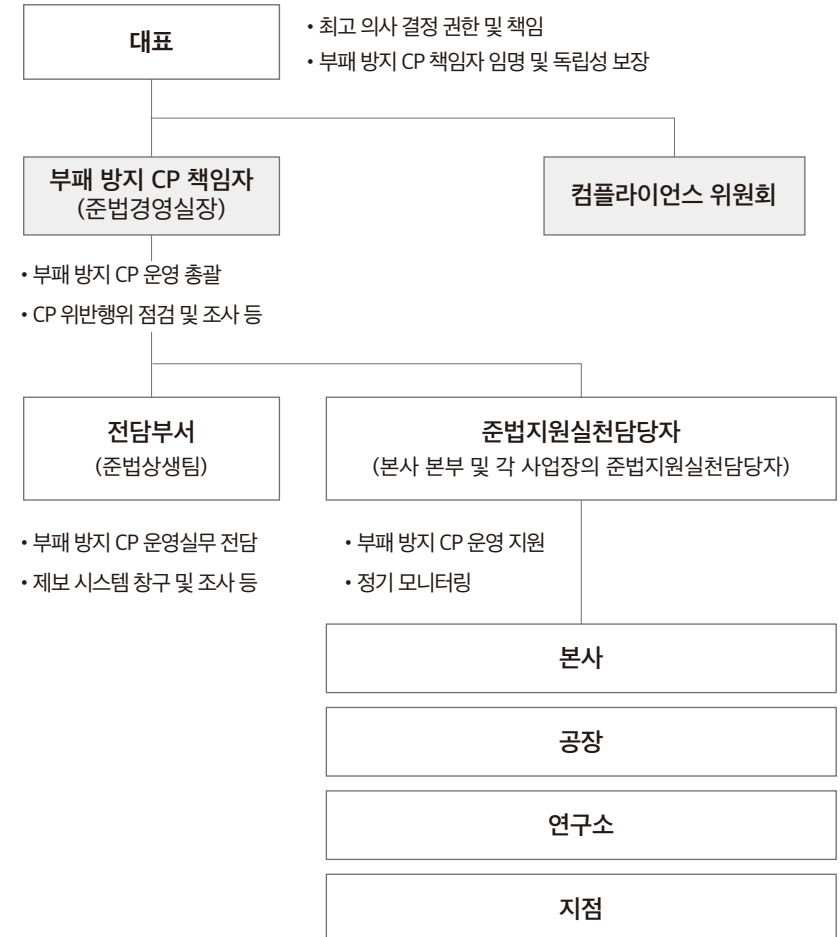 대표
• 최고 의사 결정 권한 및 책임
• 부패 방지 CP 책임자 임명 및 독립성 보장
부패 방지 CP 책임자
(준법경영실장)
컴플라이언스 위원회
• 부패 방지 CP 운영 총괄
• CP 위반행위 점검 및 조사 등
전담부서
(준법상생팀)
준법지원실천담당자
(본사 본부 및 각 사업장의 준법지원실천담당자)
• 부패 방지 CP 운영실무 전담
• 제보 시스템 창구 및 조사 등
• 부패 방지 CP 운영 지원
• 정기 모니터링
본사
공장
연구소
지점